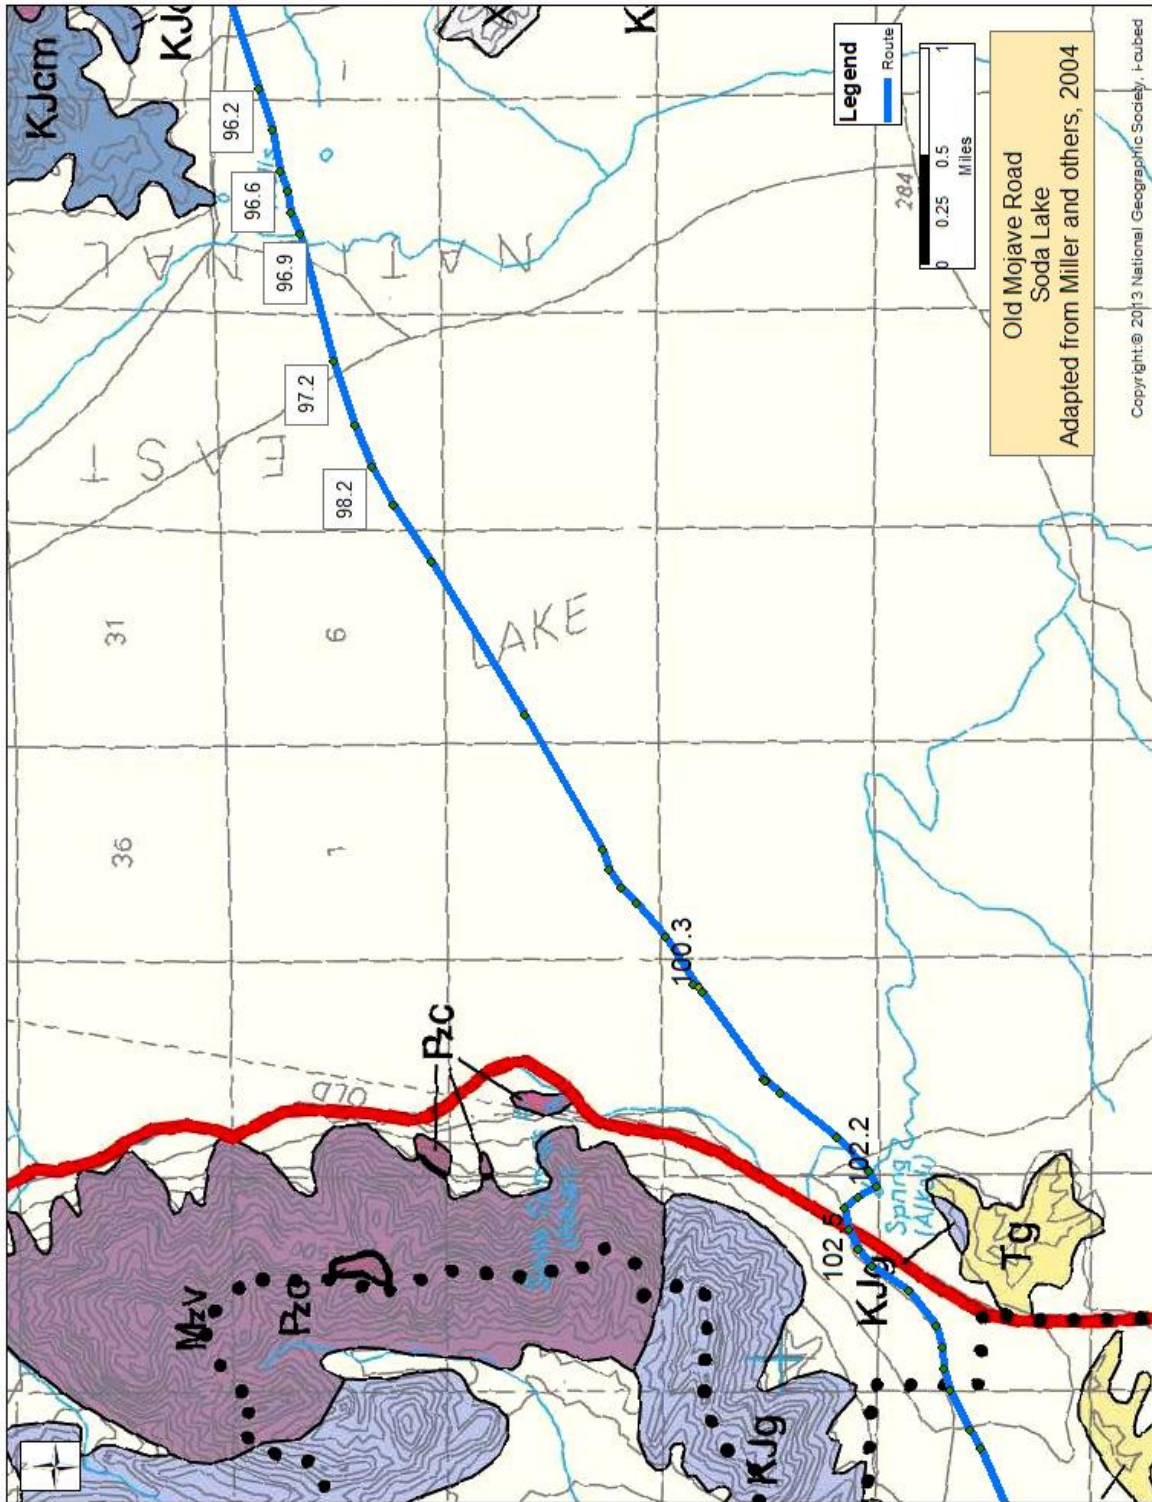 KJcm
96.2
96.6
96.9
97.2
98.2
EAST
31
6
LAKE
36
1
100.3
OLD
PzC
102.2
102.5
KJg
Spring
Tg
MzV
KJg
284
Legend
Route
0 0.25 0.5 1
Miles
Old Mojave Road
Soda Lake
Adapted from Miller and others, 2004
Copyright:© 2013 National Geographic Society, i-cubed